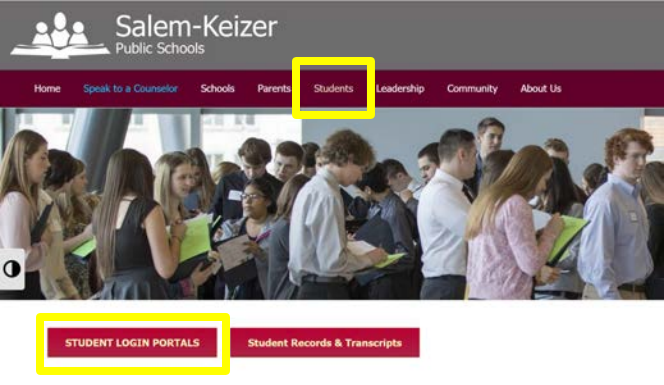 Salem-Keizer
Public Schools
Home Speak to a Counselor Schools Parents Students Leadership Community About Us
STUDENT LOGIN PORTALS Student Records & Transcripts